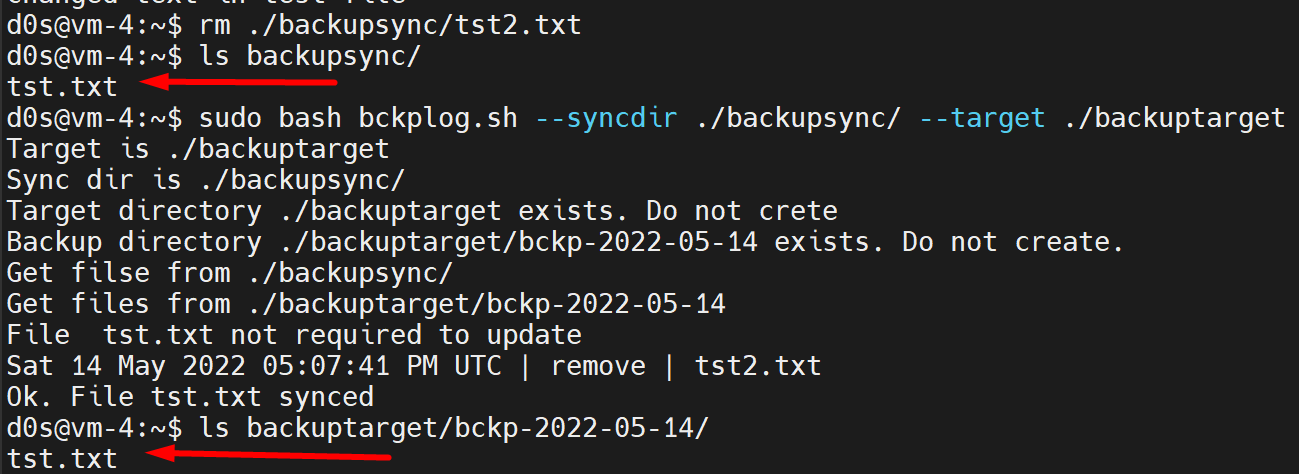 changed text in test file
d0s@vm-4:~$ rm ./backupsync/tst2.txt
d0s@vm-4:~$ ls backupsync/
tst.txt
d0s@vm-4:~$ sudo bash bckplog.sh --syncdir ./backupsync/ --target ./backuptarget
Target is ./backuptarget
Sync dir is ./backupsync/
Target directory ./backuptarget exists. Do not crete
Backup directory ./backuptarget/bckp-2022-05-14 exists. Do not create.
Get filse from ./backupsync/
Get files from ./backuptarget/bckp-2022-05-14
File  tst.txt not required to update
Sat 14 May 2022 05:07:41 PM UTC | remove | tst2.txt
Ok. File tst.txt synced
d0s@vm-4:~$ ls backuptarget/bckp-2022-05-14/
tst.txt